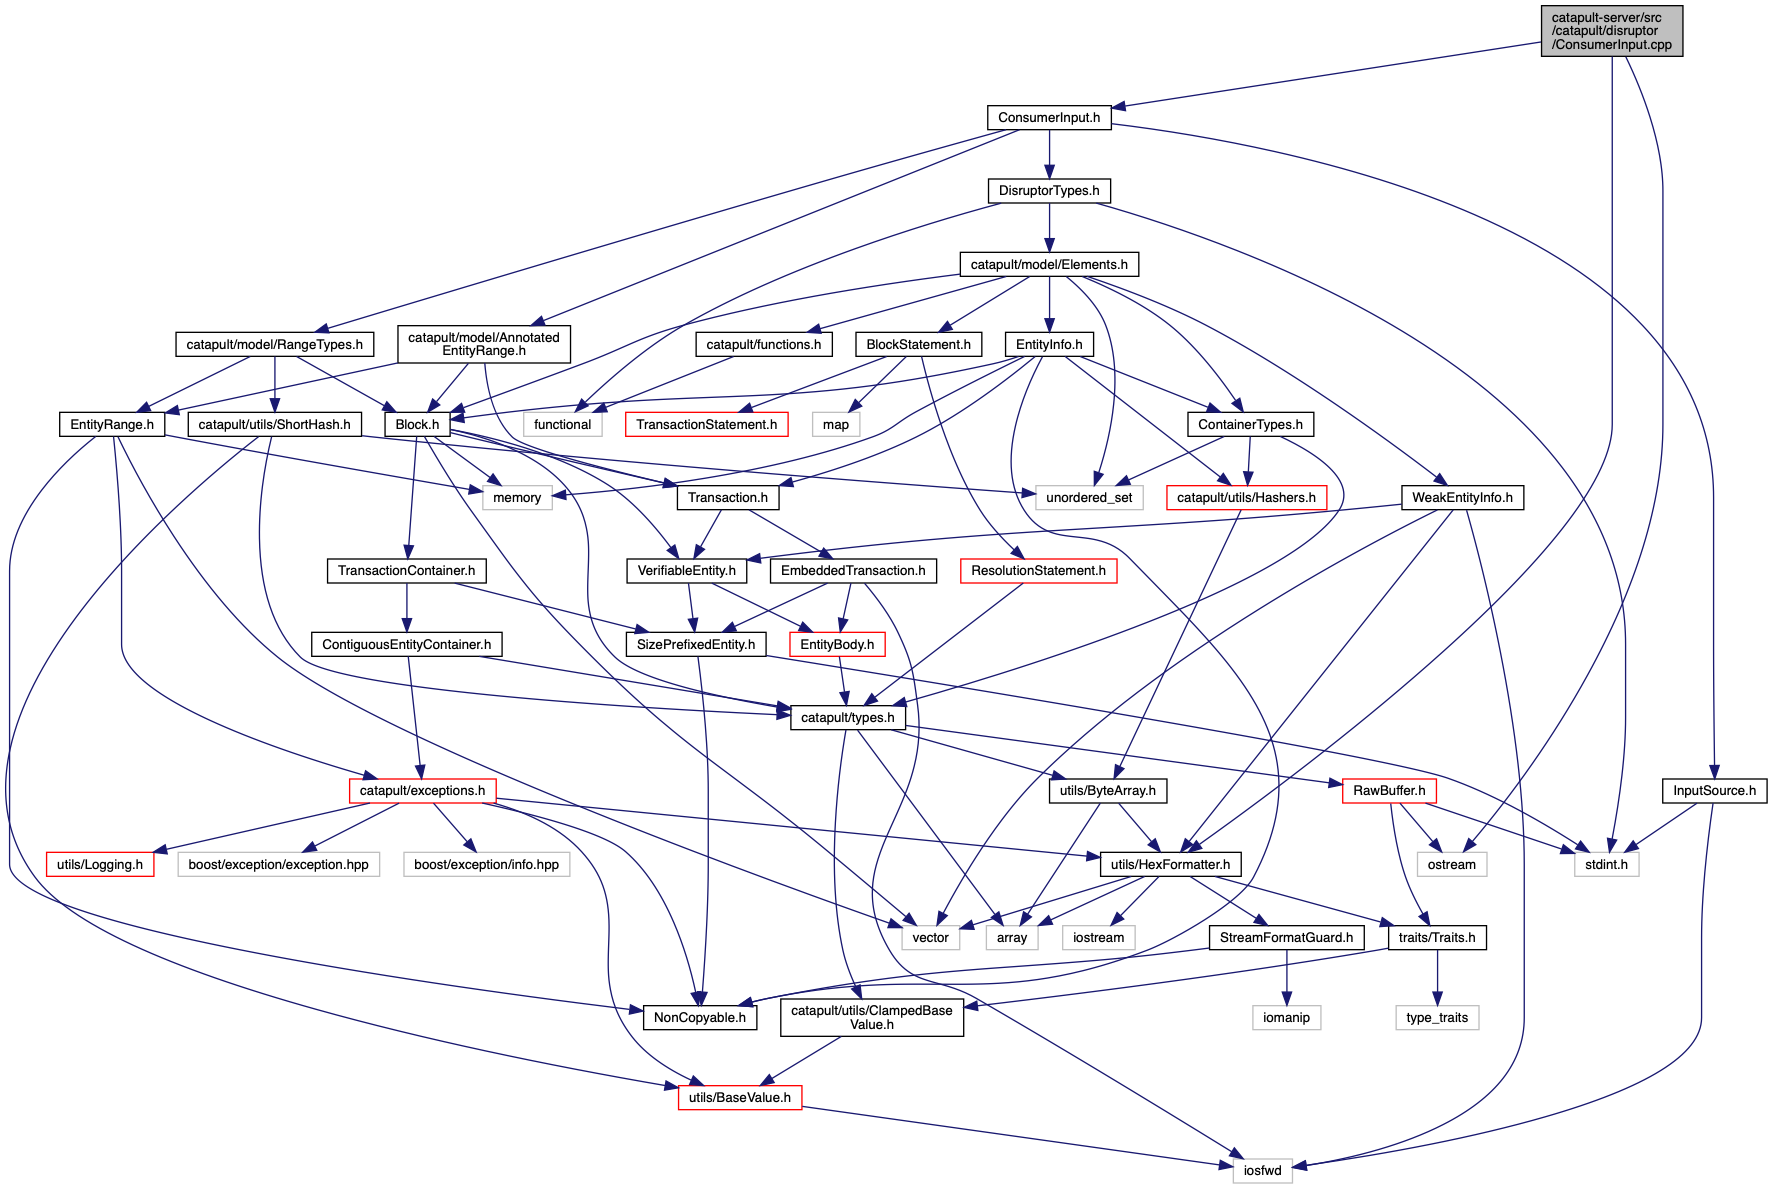 catapult-server/src
/catapult/disruptor
/ConsumerInput.cpp
ConsumerInput.h
DisruptorTypes.h
catapult/model/Elements.h
catapult/model/RangeTypes.h
catapult/model/Annotated
EntityRange.h
catapult/functions.h
BlockStatement.h
EntityInfo.h
EntityRange.h
catapult/utils/ShortHash.h
Block.h
functional
TransactionStatement.h
map
ContainerTypes.h
memory
Transaction.h
unordered_set
catapult/utils/Hashers.h
WeakEntityInfo.h
TransactionContainer.h
VerifiableEntity.h
EmbeddedTransaction.h
ResolutionStatement.h
ContiguousEntityContainer.h
SizePrefixedEntity.h
EntityBody.h
catapult/types.h
catapult/exceptions.h
utils/ByteArray.h
RawBuffer.h
InputSource.h
utils/Logging.h
boost/exception/exception.hpp
boost/exception/info.hpp
utils/HexFormatter.h
ostream
stdint.h
vector
array
iostream
StreamFormatGuard.h
traits/Traits.h
NonCopyable.h
catapult/utils/ClampedBase
Value.h
iomanip
type_traits
utils/BaseValue.h
iosfwd